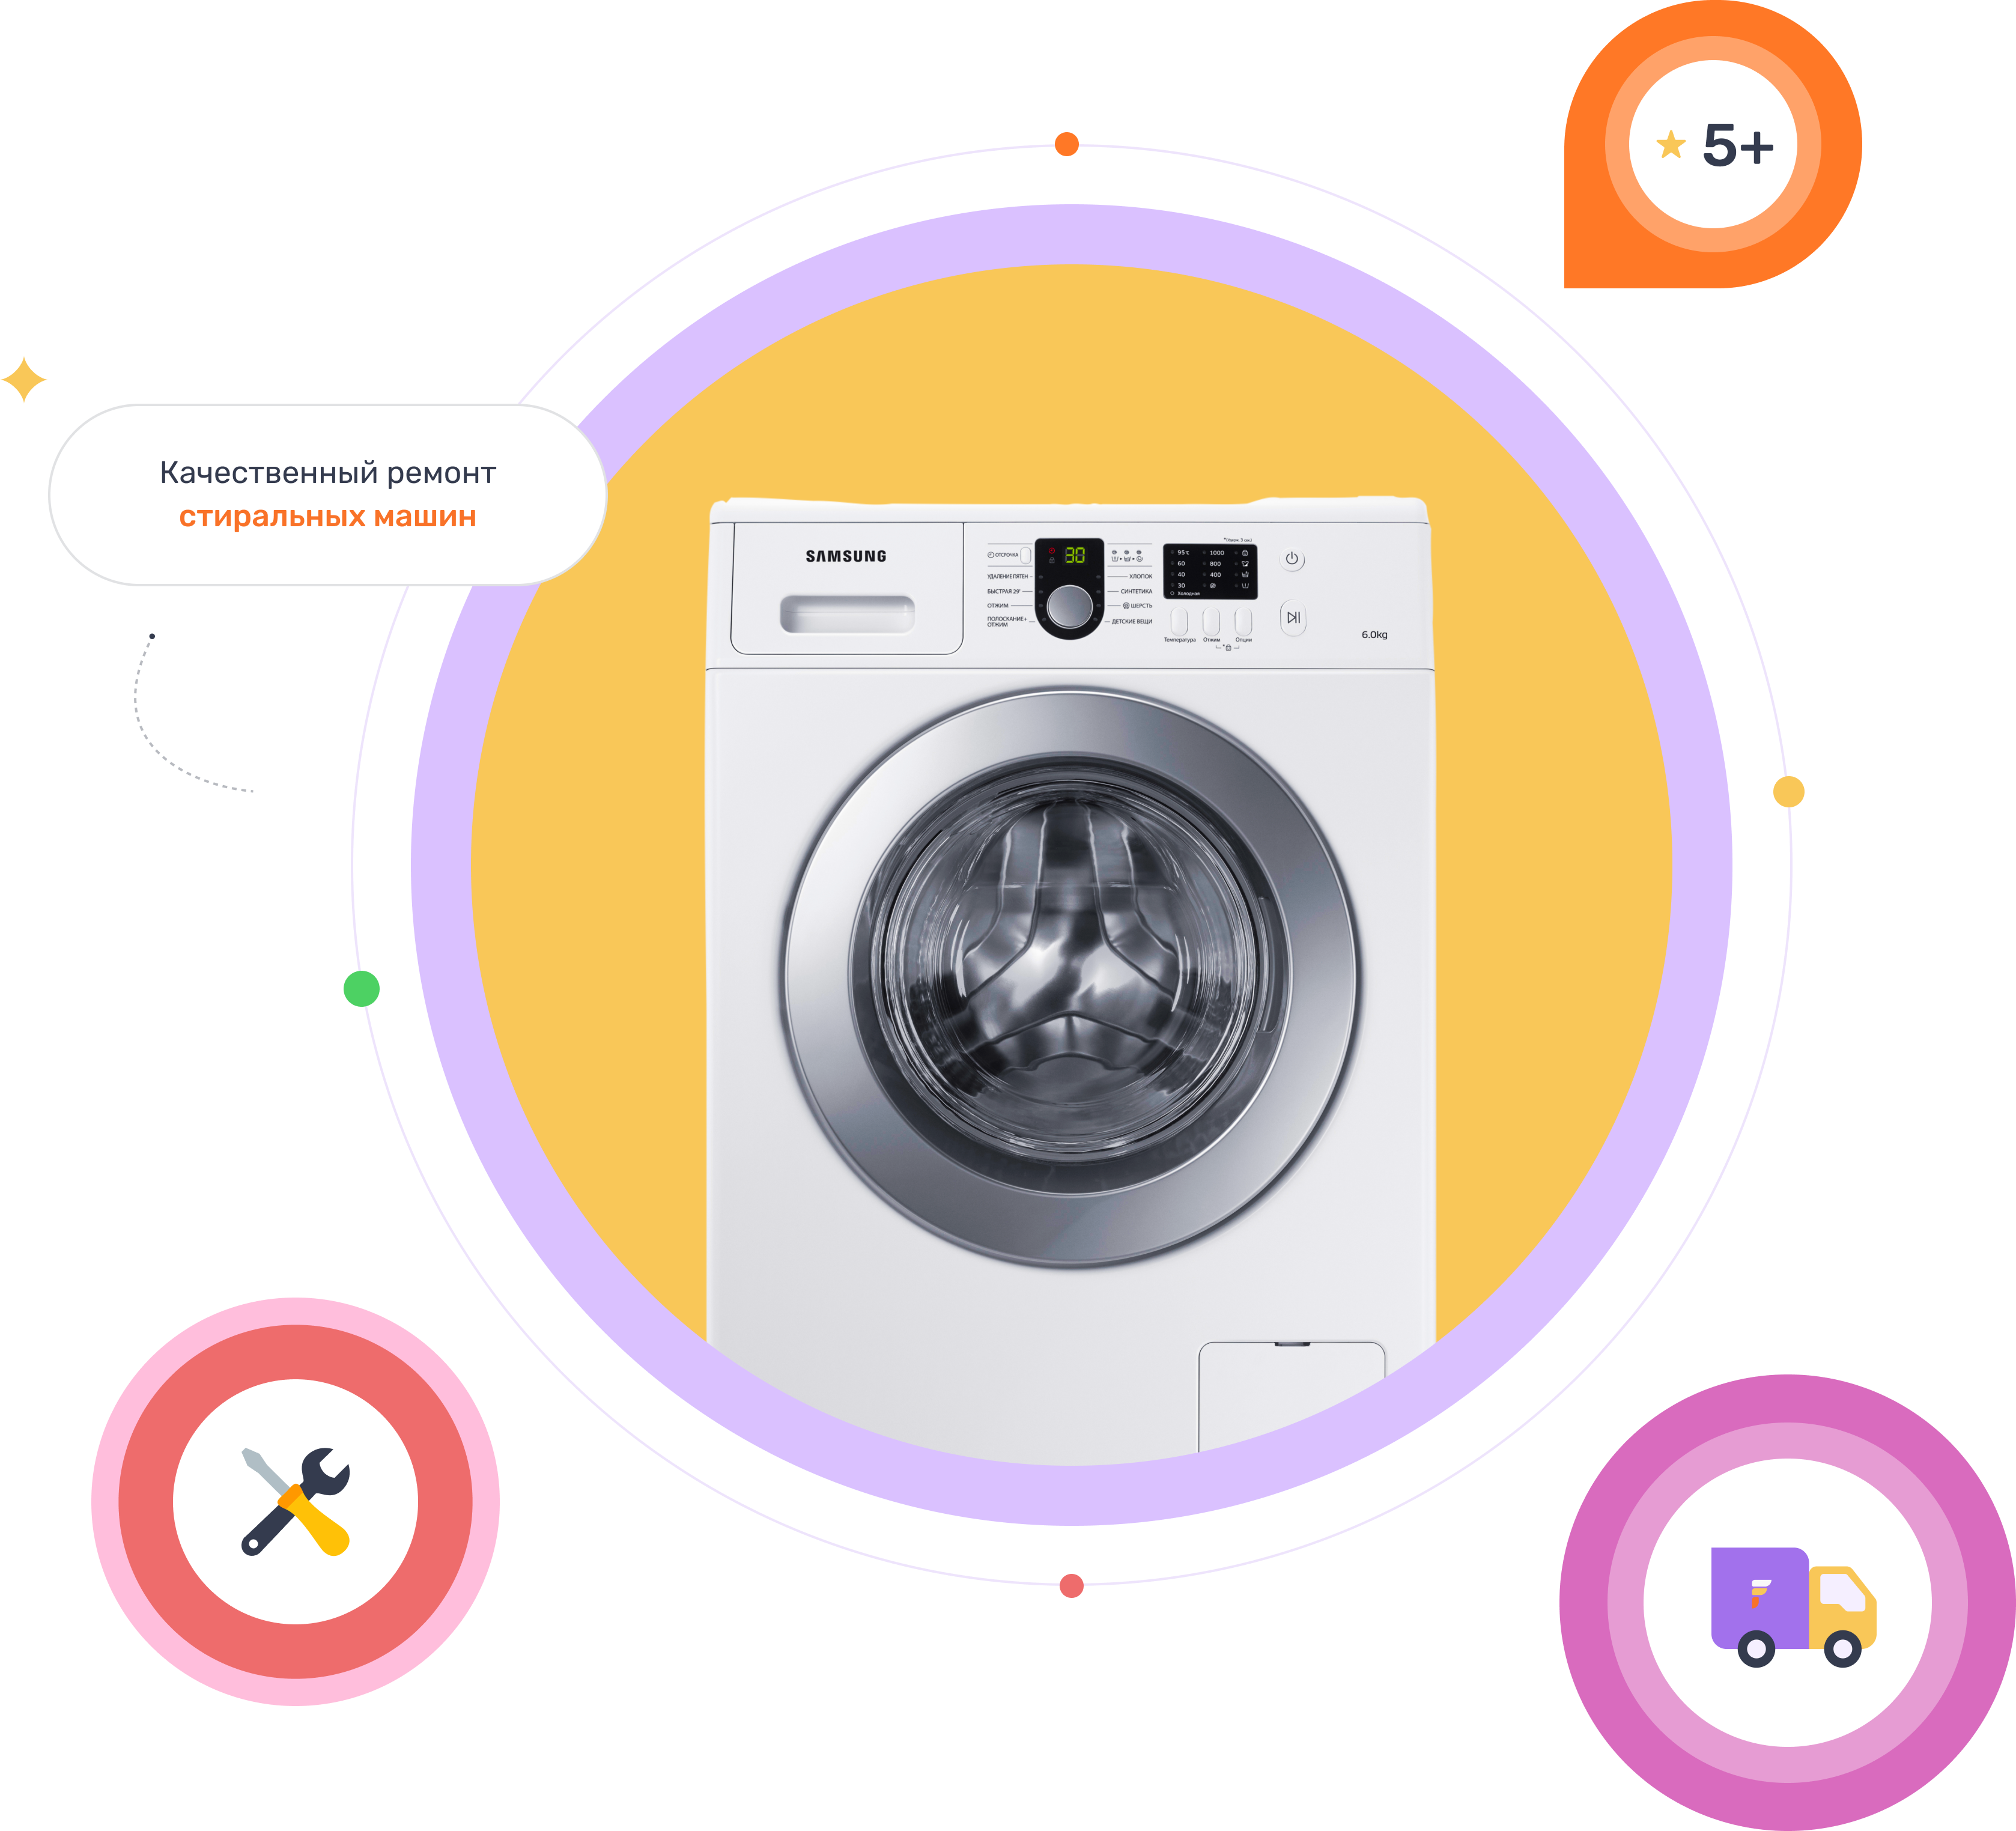 5+
Качественный ремонт
стиральных машин
SAMSUNG
ОТСРОЧКА
УДАЛЕНИЕ ПЯТЕН
БЫСТРАЯ 29'
ОТЖИМ
ПОЛОСКАНИЕ+
ОТЖИМ
30
ХЛОПОК
СИНТЕТИКА
ШЕРСТЬ
ДЕТСКИЕ ВЕЩИ
95℃ 1000
60 800
40 400
30
Холодная
Температура Отжим Опции
6.0kg